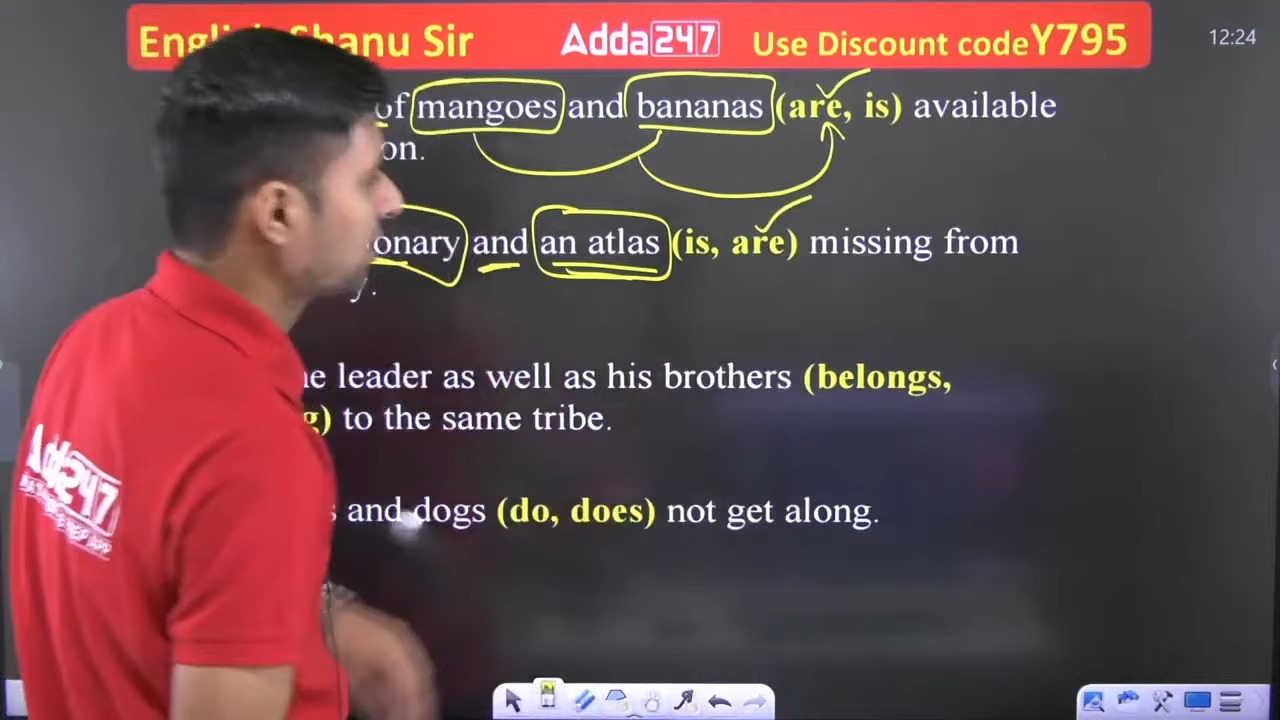 English Shanu Sir Adda247 Use Discount code Y795 12:24
of mangoes and bananas (are, is) available
on.
onary and an atlas (is, are) missing from
y.
he leader as well as his brothers (belongs,
g) to the same tribe.
s and dogs (do, does) not get along.
Adda247